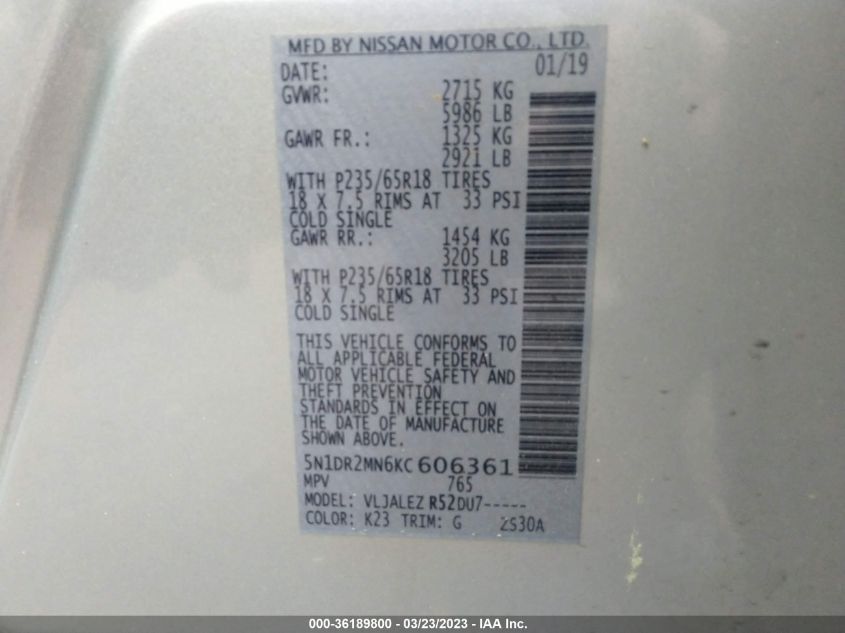 MFD BY NISSAN MOTOR CO., LTD.
DATE: 01/19
GVWR: 2715 KG
5986 LB
GAWR FR.: 1325 KG
2921 LB
WITH P235/65R18 TIRES
18 X 7.5 RIMS AT 33 PSI
COLD SINGLE
GAWR RR.: 1454 KG
3205 LB
WITH P235/65R18 TIRES
18 X 7.5 RIMS AT 33 PSI
COLD SINGLE
THIS VEHICLE CONFORMS TO
ALL APPLICABLE FEDERAL
MOTOR VEHICLE SAFETY AND
THEFT PREVENTION
STANDARDS IN EFFECT ON
THE DATE OF MANUFACTURE
SHOWN ABOVE.
5N1DR2MN6KC606361
MPV 765
MODEL: VLJALEZ R52DU7-----
COLOR: K23 TRIM: G 2S30A
000-36189800 - 03/23/2023 - IAA Inc.